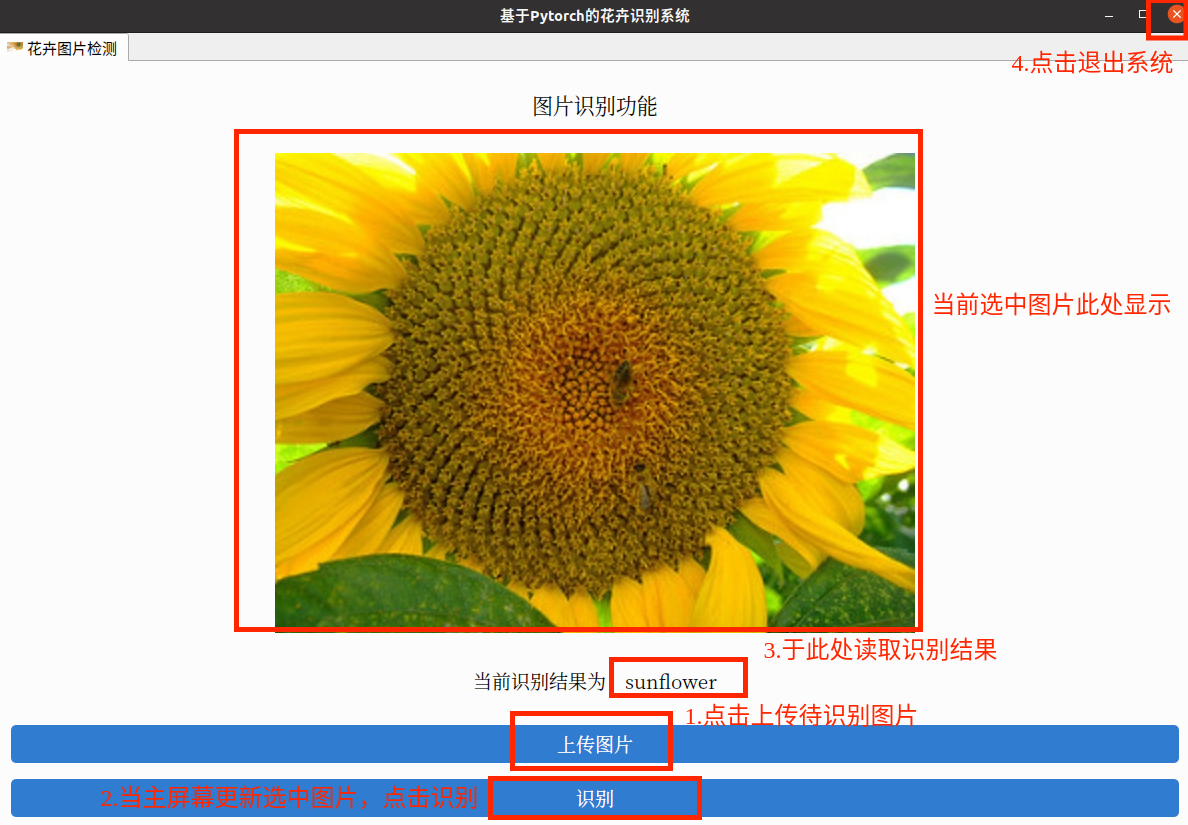 基于Pytorch的花卉识别系统
花卉图片检测
4.点击退出系统
图片识别功能
当前选中图片此处显示
3.于此处读取识别结果
当前识别结果为 sunflower
1.点击上传待识别图片
上传图片
2.当主屏幕更新选中图片，点击识别
识别